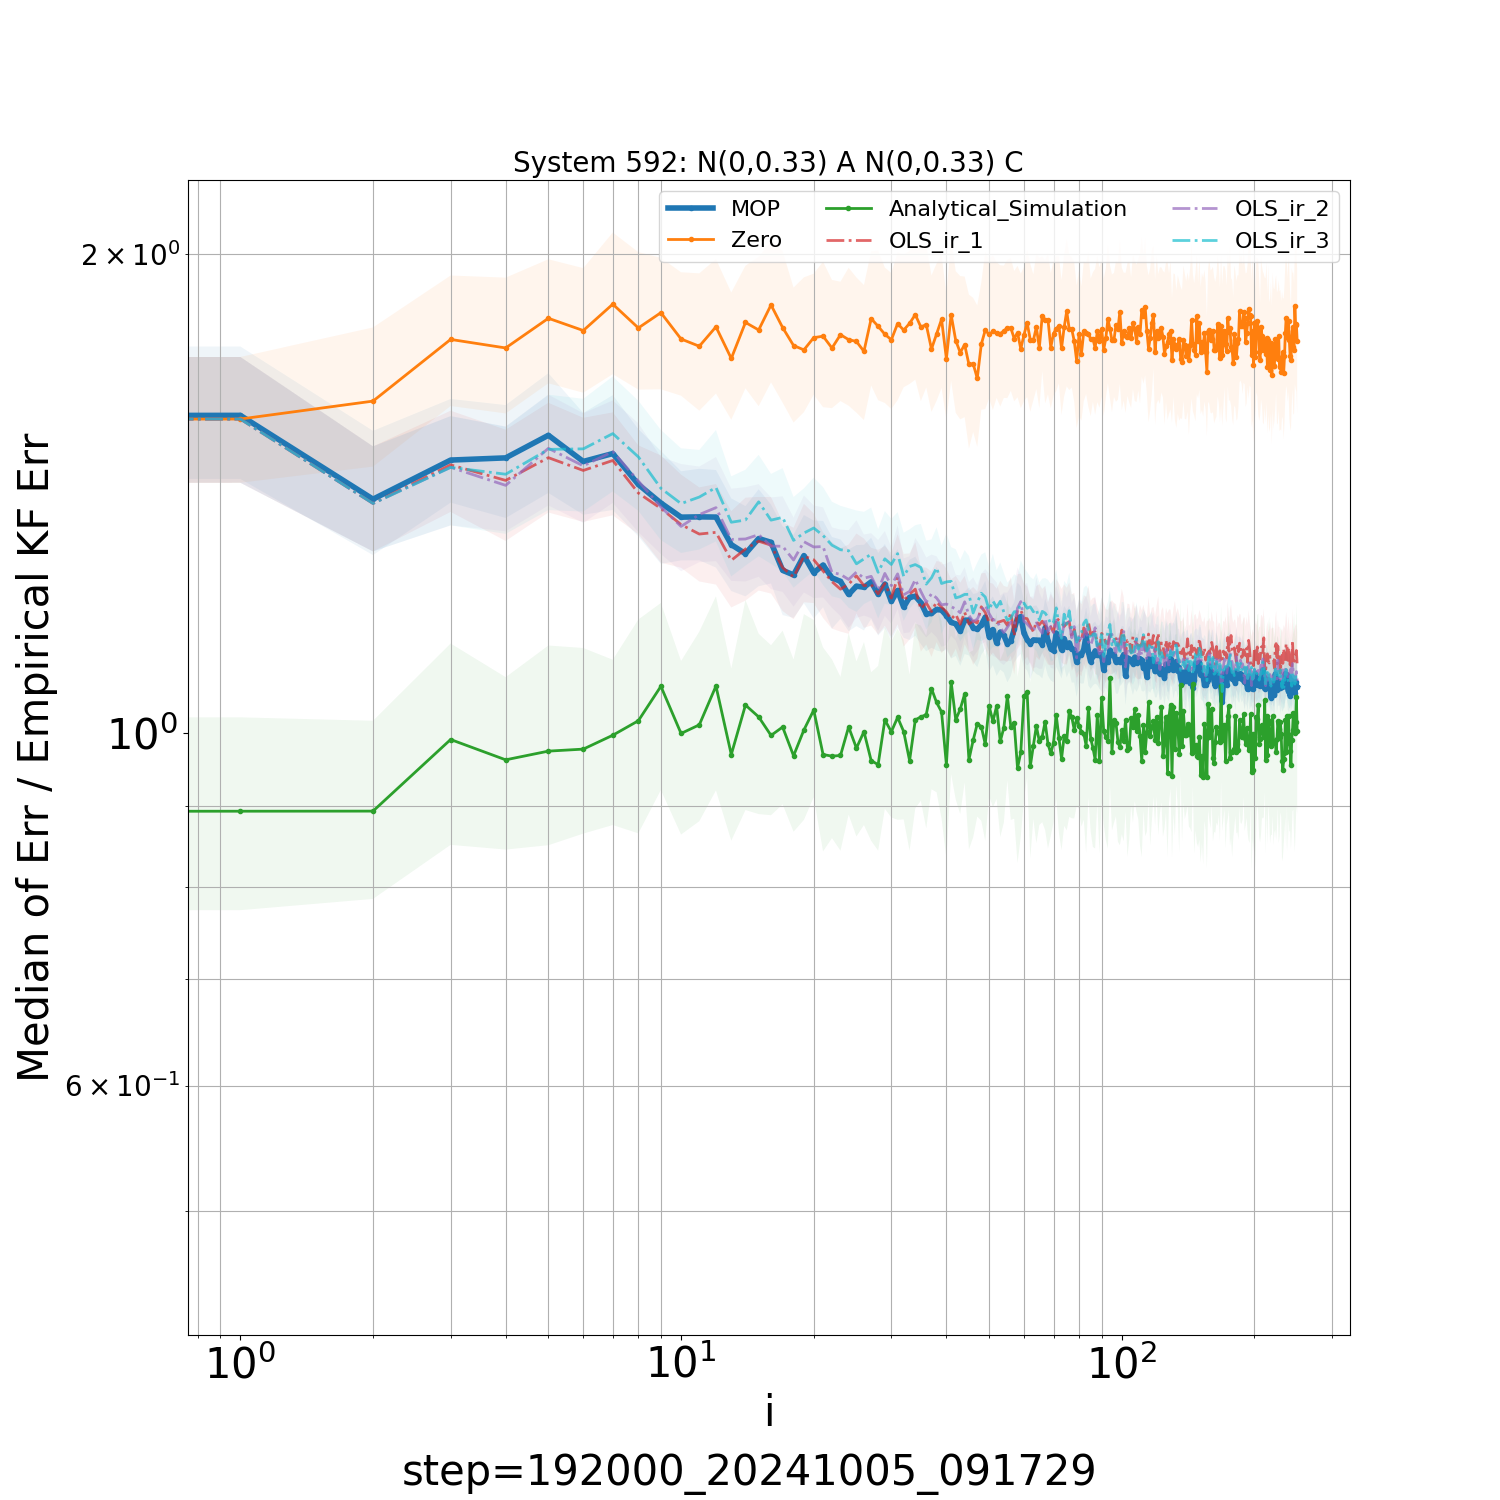 System 592: N(0,0.33) A N(0,0.33) C
MOP
Zero
Analytical_Simulation
OLS_ir_1
OLS_ir_2
OLS_ir_3
2 × 10⁰
10⁰
6 × 10⁻¹
Median of Err / Empirical KF Err
10⁰ 10¹ 10²
i
step=192000_20241005_091729